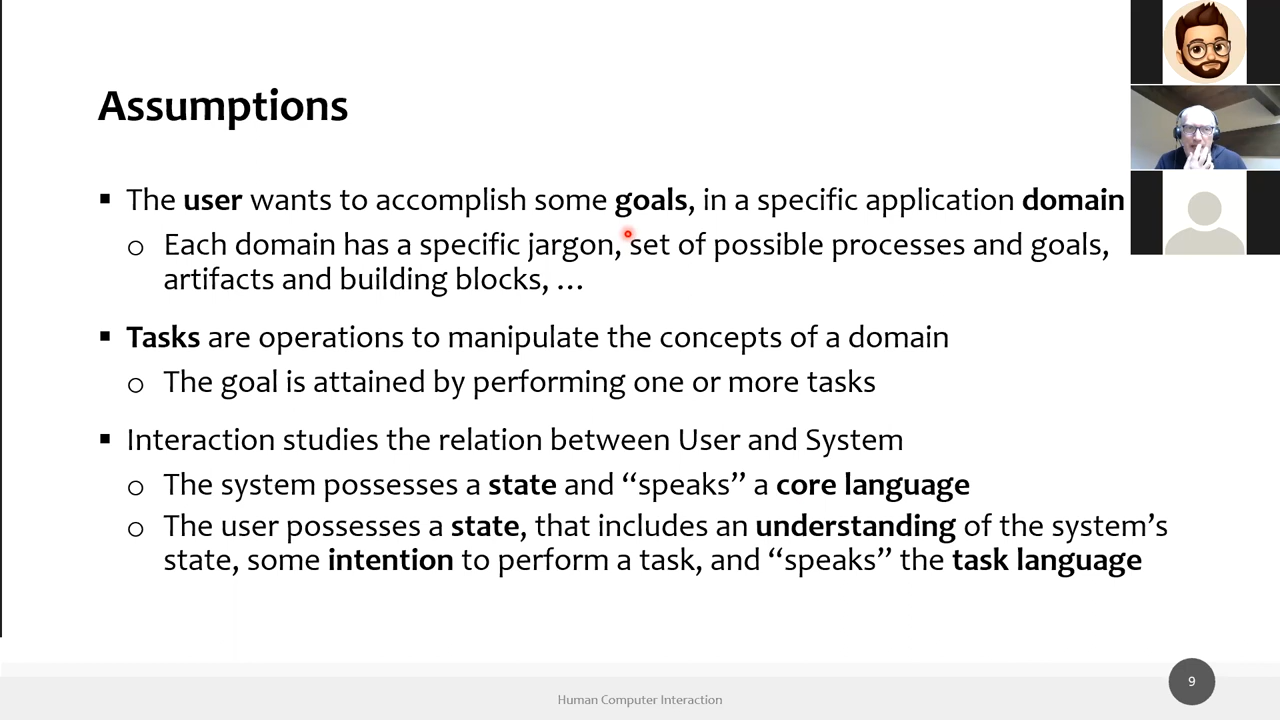 Assumptions
▪ The user wants to accomplish some goals, in a specific application domain
o Each domain has a specific jargon, set of possible processes and goals,
artifacts and building blocks, …
▪ Tasks are operations to manipulate the concepts of a domain
o The goal is attained by performing one or more tasks
▪ Interaction studies the relation between User and System
o The system possesses a state and “speaks” a core language
o The user possesses a state, that includes an understanding of the system’s
state, some intention to perform a task, and “speaks” the task language
Human Computer Interaction
9